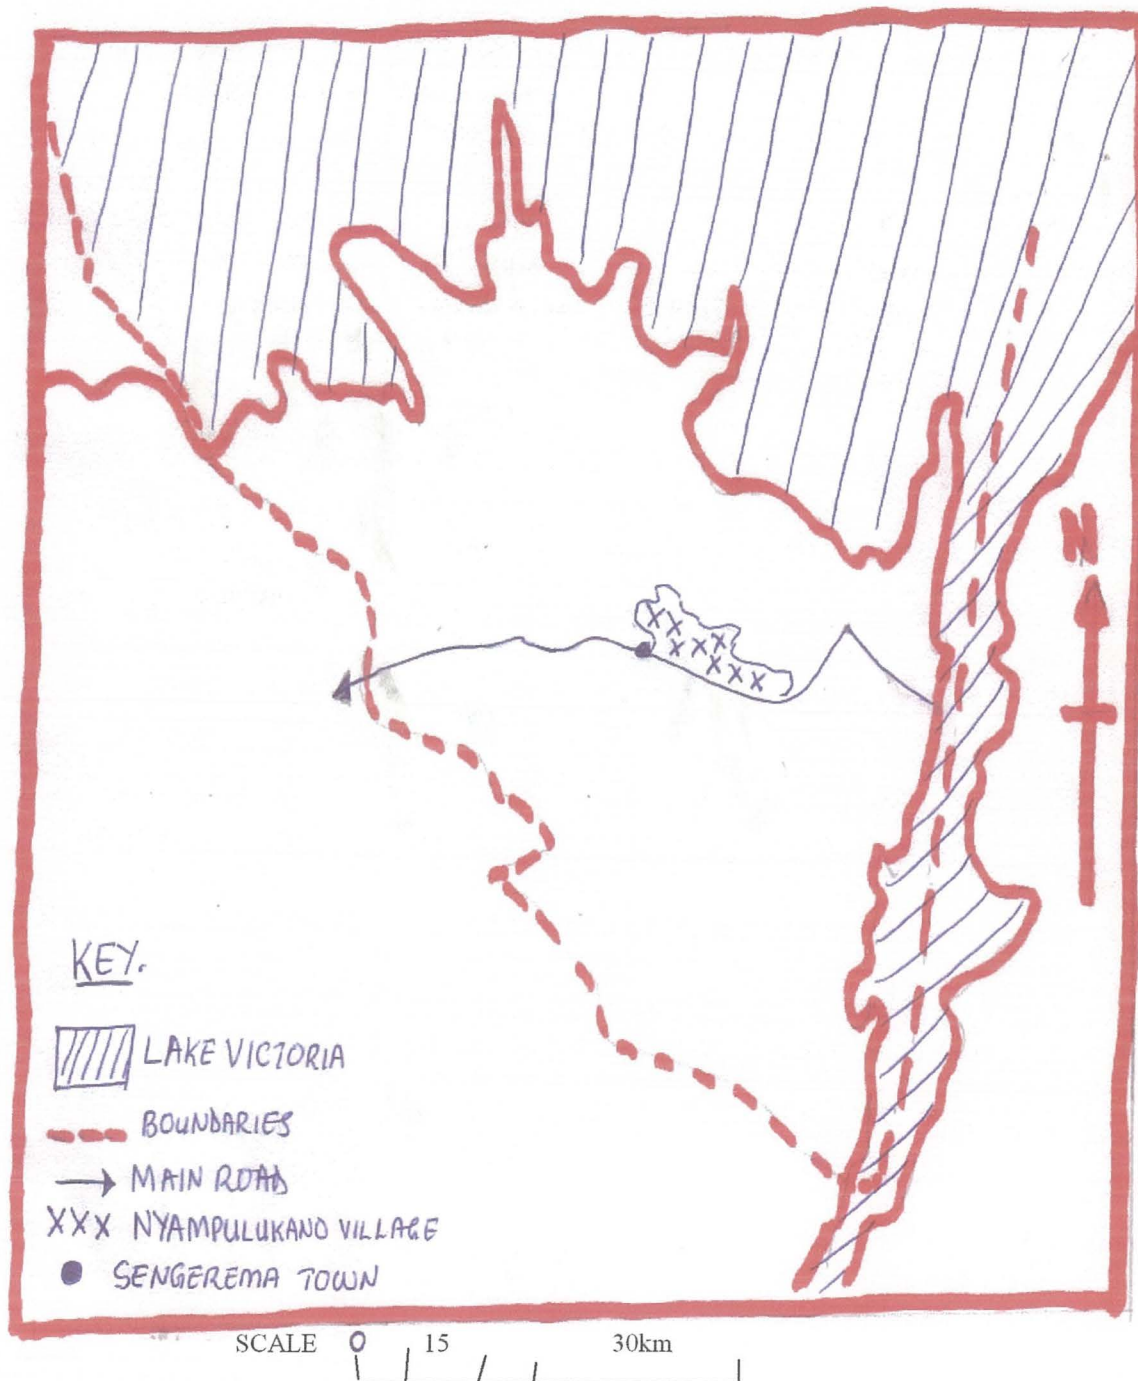 N
KEY.
LAKE VICTORIA
BOUNDARIES
MAIN ROAD
XXX NYAMPULUKANO VILLAGE
SENGEREMA TOWN
SCALE 0 15 30km